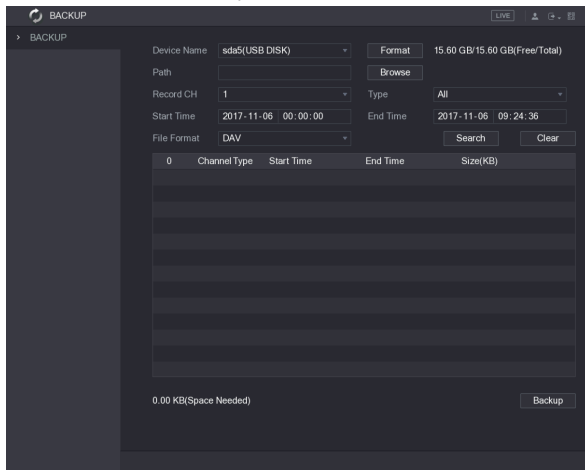 BACKUP LIVE
> BACKUP
Device Name sda5(USB DISK) Format 15.60 GB/15.60 GB(Free/Total)
Path Browse
Record CH 1 Type All
Start Time 2017-11-06 00:00:00 End Time 2017-11-06 09:24:36
File Format DAV Search Clear
0 Channel Type Start Time End Time Size(KB)
0.00 KB(Space Needed) Backup